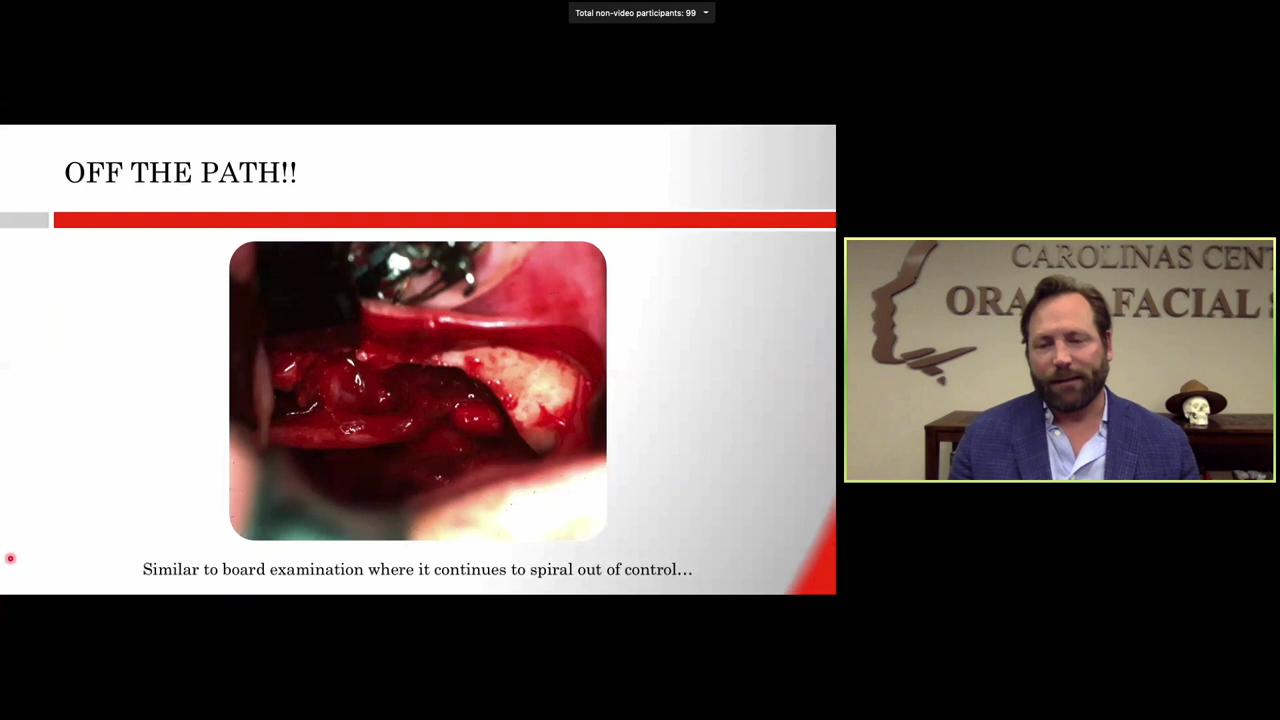 Total non-video participants: 99
OFF THE PATH!!
Similar to board examination where it continues to spiral out of control…
CAROLINAS CENT
ORA
FACIAL S